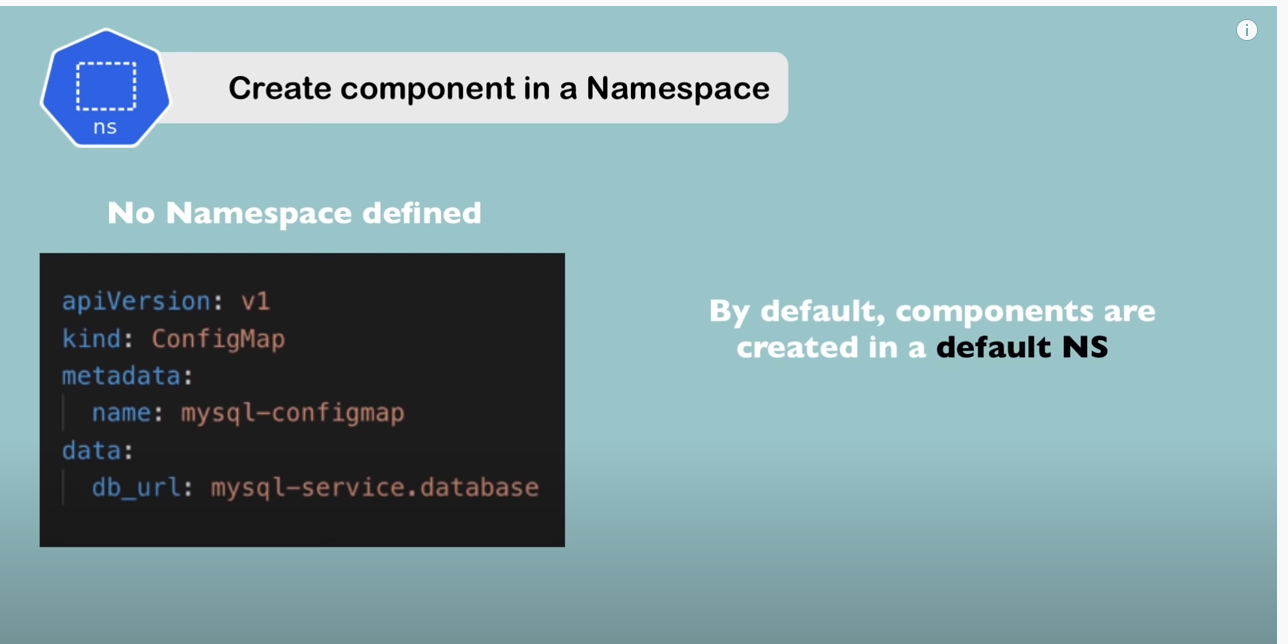 Create component in a Namespace
ns
No Namespace defined
apiVersion: v1
kind: ConfigMap
metadata:
  name: mysql-configmap
data:
  db_url: mysql-service.database
By default, components are
created in a default NS
i